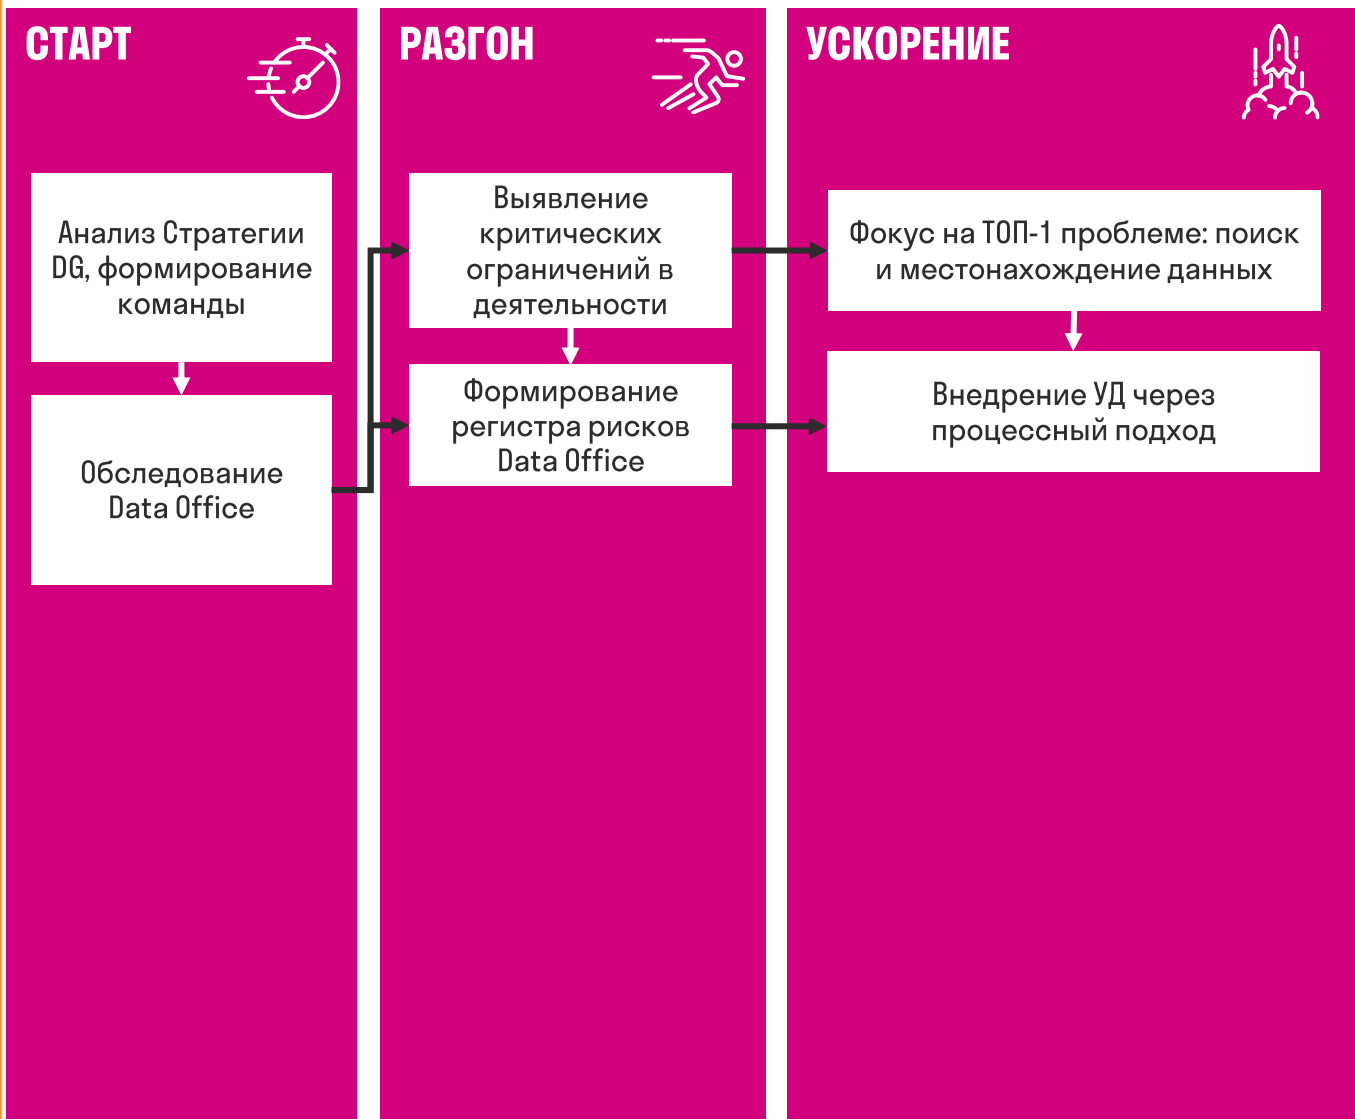 СТАРТ
Анализ Стратегии
DG, формирование
команды
Обследование
Data Office
РАЗГОН
Выявление
критических
ограничений в
деятельности
Формирование
регистра рисков
Data Office
УСКОРЕНИЕ
Фокус на ТОП-1 проблеме: поиск
и местонахождение данных
Внедрение УД через
процессный подход